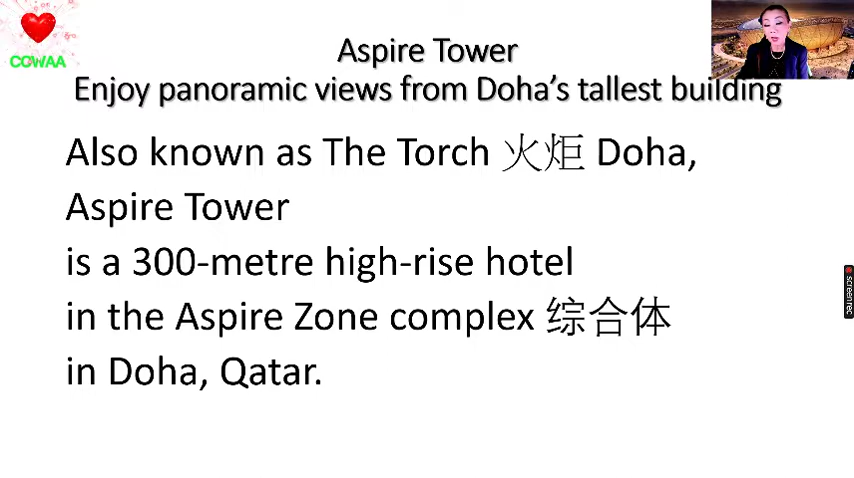 CCWAA
Aspire Tower
Enjoy panoramic views from Doha's tallest building
Also known as The Torch 火炬 Doha,
Aspire Tower
is a 300-metre high-rise hotel
in the Aspire Zone complex 综合体
in Doha, Qatar.
screenrec